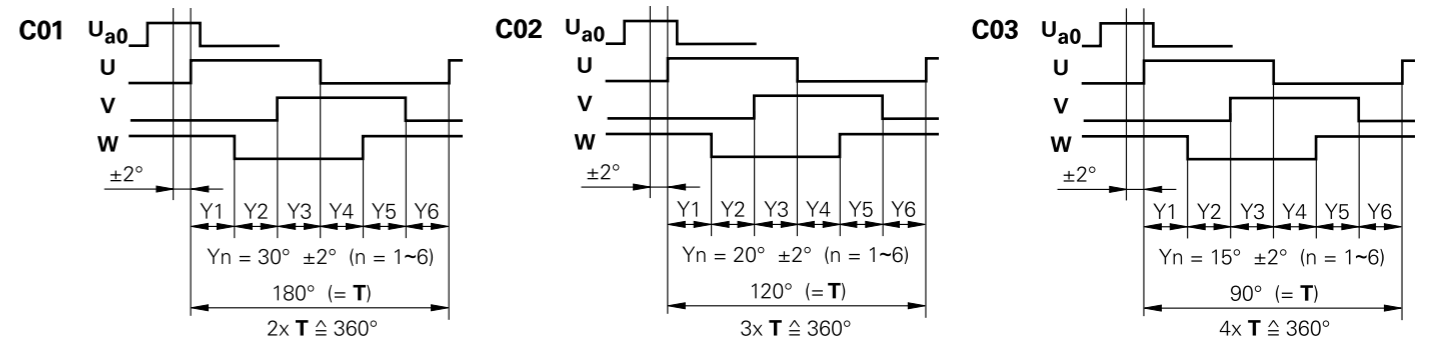 C01 Ua0
U
V
W
±2°
Y1 Y2 Y3 Y4 Y5 Y6
Yn = 30° ±2° (n = 1~6)
180° (= T)
2x T ≙ 360°
C02 Ua0
U
V
W
±2°
Y1 Y2 Y3 Y4 Y5 Y6
Yn = 20° ±2° (n = 1~6)
120° (= T)
3x T ≙ 360°
C03 Ua0
U
V
W
±2°
Y1 Y2 Y3 Y4 Y5 Y6
Yn = 15° ±2° (n = 1~6)
90° (= T)
4x T ≙ 360°